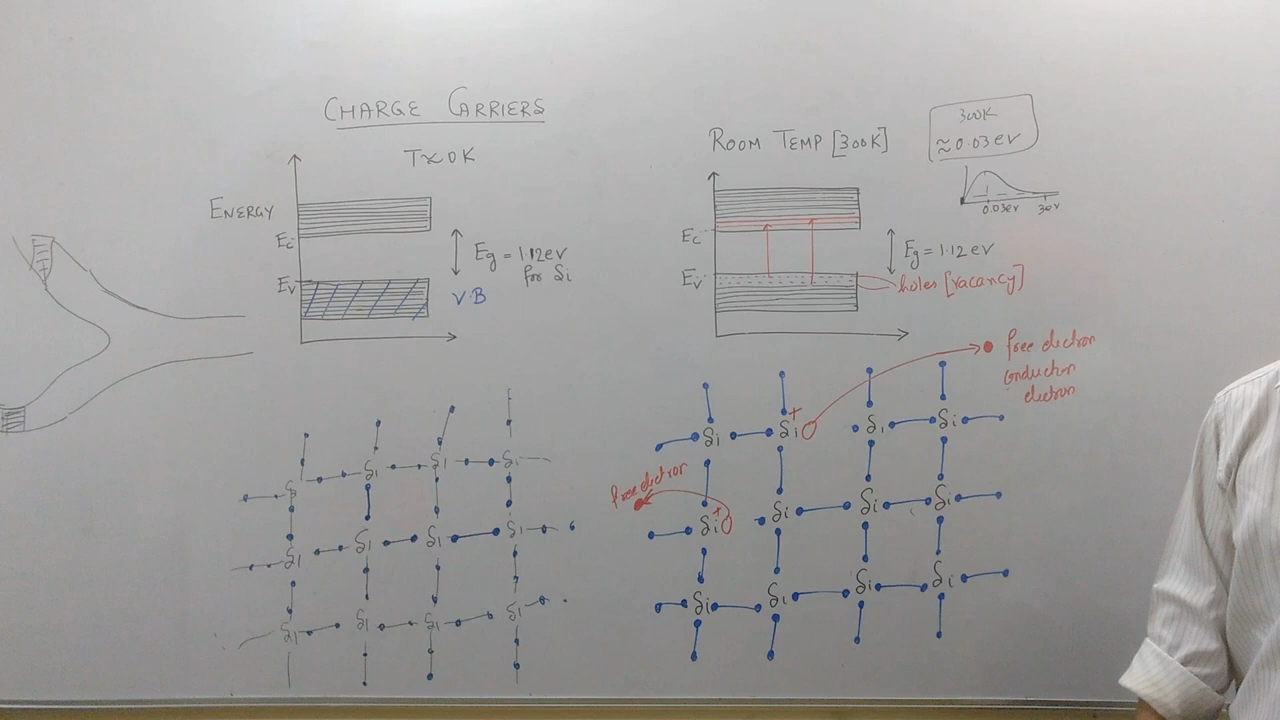 CHARGE CARRIERS
T≈0K
ENERGY
Ec
Ev
Eg = 1.12ev
for Si
V.B
ROOM TEMP [300K]
300K
≈0.03ev
0.03ev 3ev
Ec
Ev
Eg = 1.12ev
holes [vacancy]
free electron
conduction
electron
free electron
Si Si Si Si
Si Si Si Si
Si Si Si Si
Si Si+ Si Si
Si+ Si Si Si
Si Si Si Si